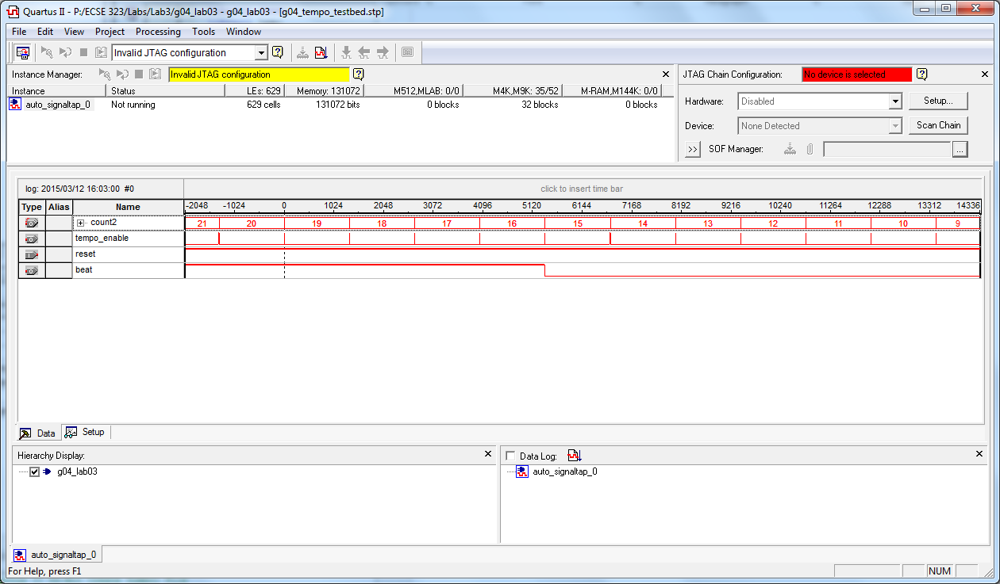 Quartus II - P:/ECSE 323/Labs/Lab3/g04_lab03 - g04_lab03 - [g04_tempo_testbed.stp]
File Edit View Project Processing Tools Window
Invalid JTAG configuration
Instance Manager: Invalid JTAG configuration
JTAG Chain Configuration: No device is selected
Instance Status LEs: 629 Memory: 131072 M512,MLAB: 0/0 M4K,M9K: 35/52 M-RAM,M144K: 0/0
auto_signaltap_0 Not running 629 cells 131072 bits 0 blocks 32 blocks 0 blocks
Hardware: Disabled Setup...
Device: None Detected Scan Chain
>> SOF Manager: ...
log: 2015/03/12 16:03:00 #0 click to insert time bar
Type Alias Name -2048 -1024 0 1024 2048 3072 4096 5120 6144 7168 8192 9216 10240 11264 12288 13312 14336
count2 21 20 19 18 17 16 15 14 13 12 11 10 9
tempo_enable
reset
beat
Data Setup
Hierarchy Display:
g04_lab03
Data Log:
auto_signaltap_0
auto_signaltap_0
For Help, press F1 NUM